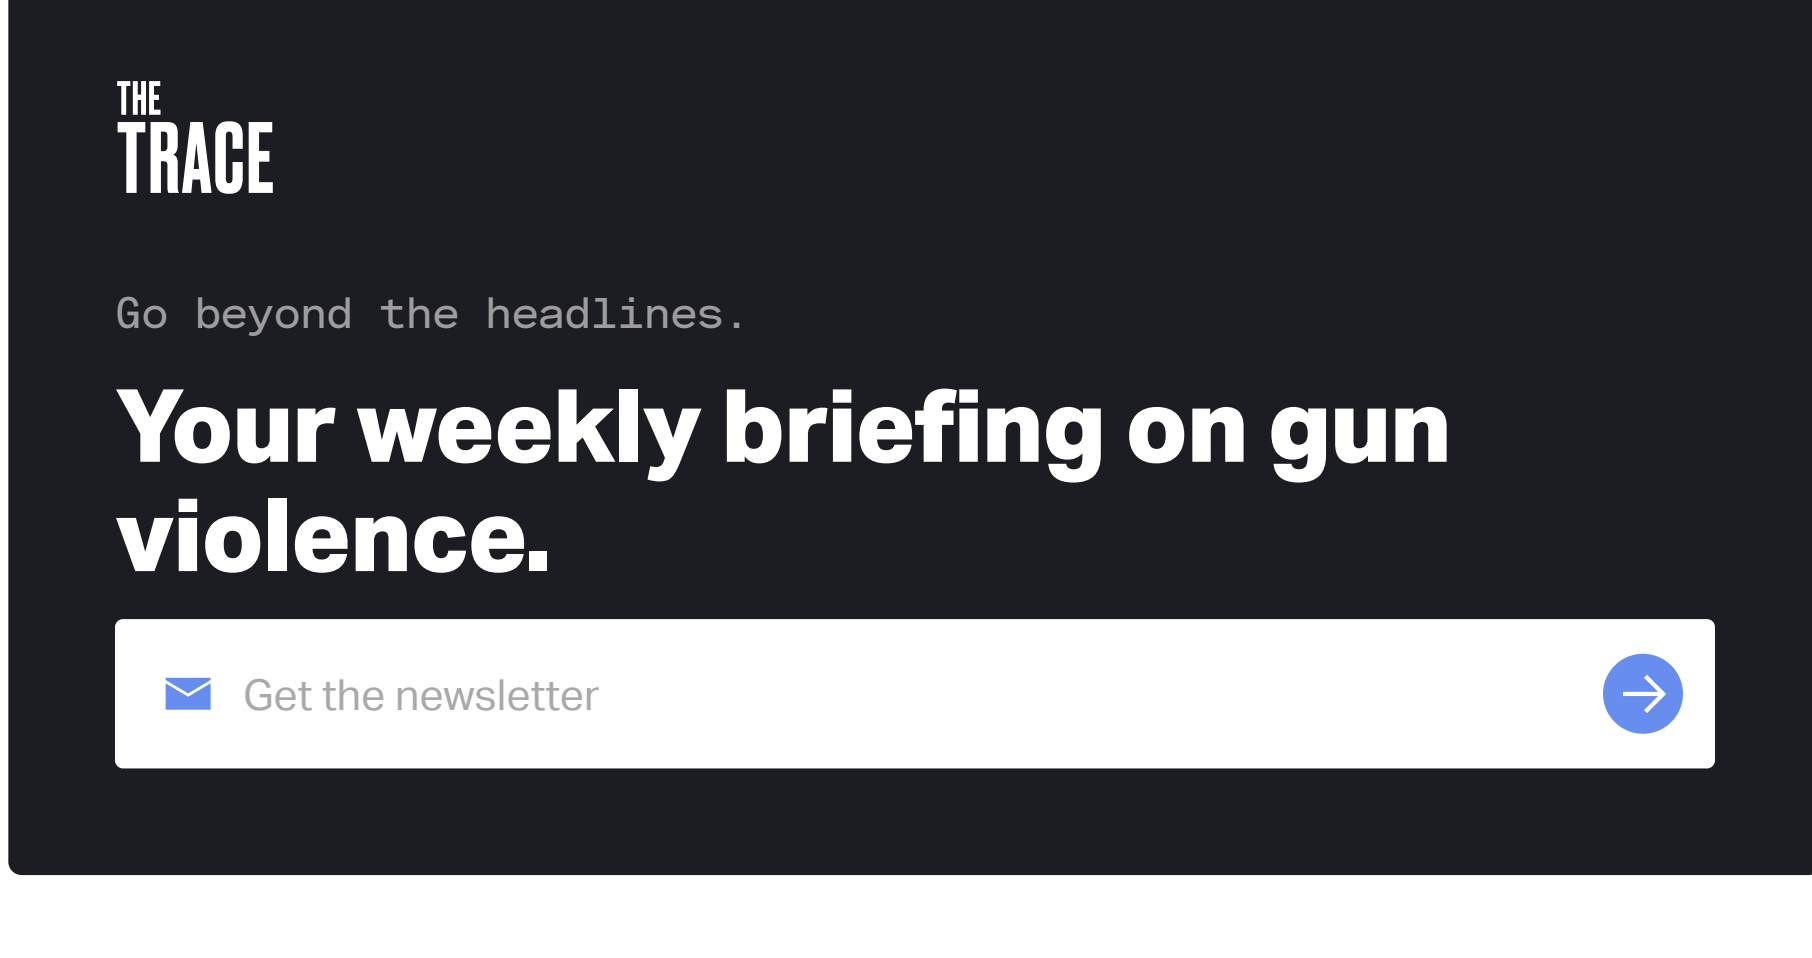 THE
TRACE
Go beyond the headlines.
Your weekly briefing on gun
violence.
Get the newsletter